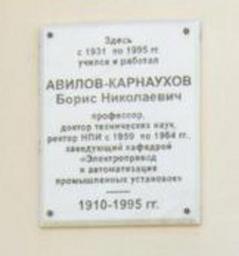 Здесь
с 1931 по 1995 гг.
учился и работал
АВИЛОВ-КАРНАУХОВ
Борис Николаевич
профессор,
доктор технических наук,
ректор НПИ с 1959 по 1964 гг.,
заведующий кафедрой
«Электропривод
и автоматизация
промышленных установок»
1910-1995 гг.